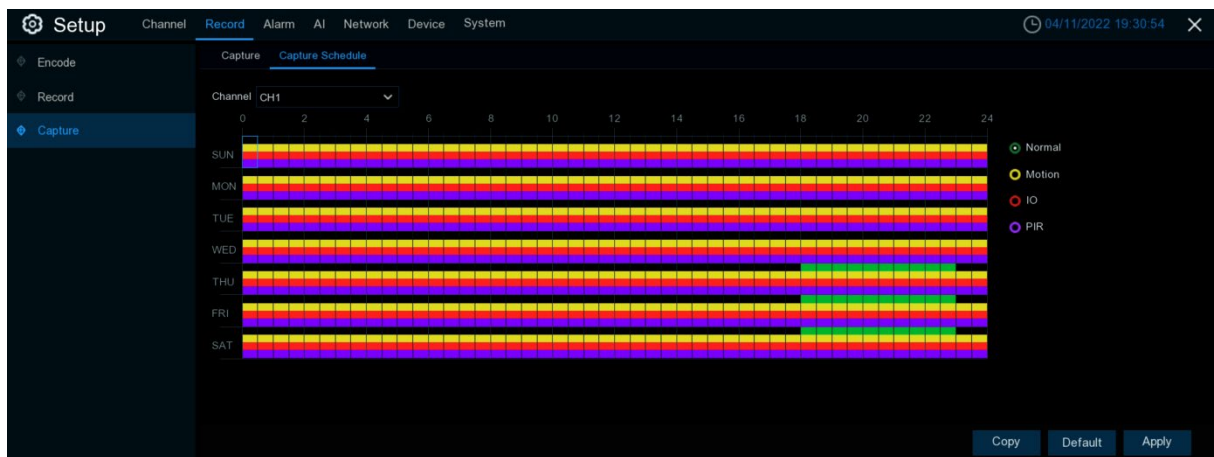 Setup Channel Record Alarm AI Network Device System 04/11/2022 19:30:54
Encode
Record
Capture
Capture Capture Schedule
Channel CH1
0 2 4 6 8 10 12 14 16 18 20 22 24
SUN
MON
TUE
WED
THU
FRI
SAT
Normal
Motion
IO
PIR
Copy Default Apply